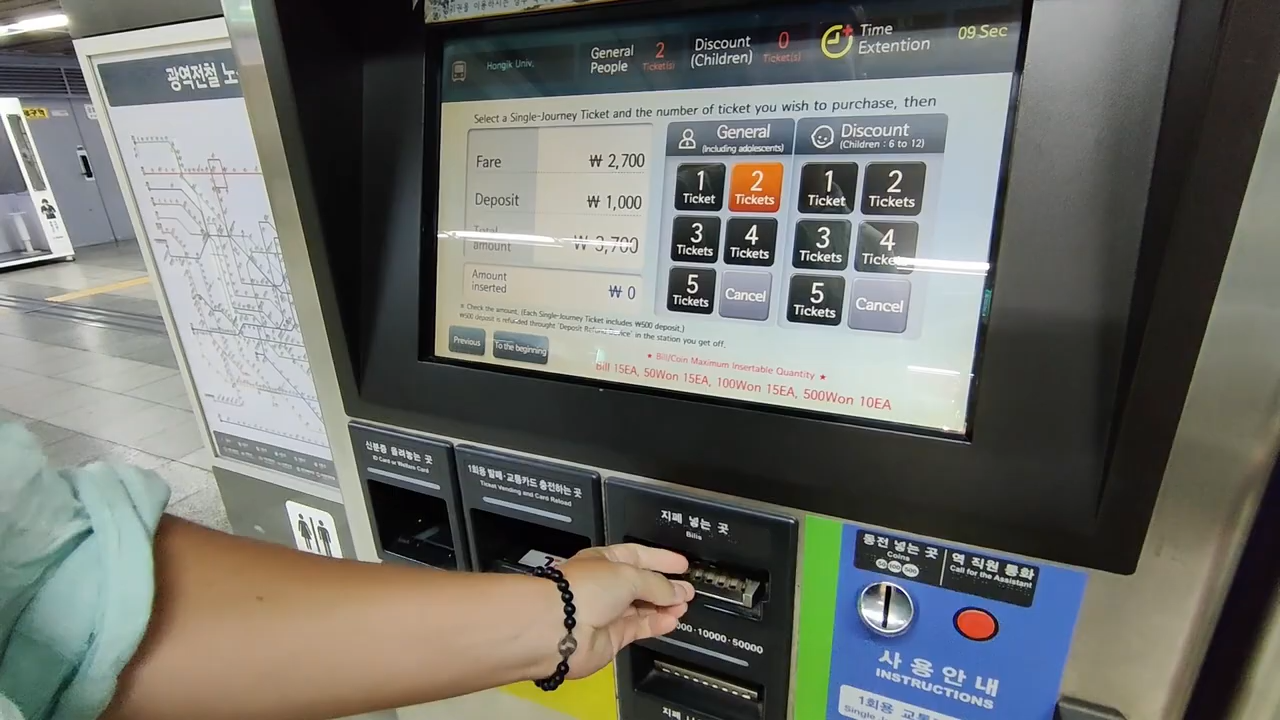 광역전철 노
Hongik Univ.
General People 2 Ticket(s)
Discount (Children) 0 Ticket(s)
Time Extention
09 Sec
Select a Single-Journey Ticket and the number of ticket you wish to purchase, then
Fare ₩ 2,700
Deposit ₩ 1,000
Total amount ₩ 3,700
Amount inserted ₩ 0
General
(Including adolescents)
1 Ticket
2 Tickets
3 Tickets
4 Tickets
5 Tickets
Cancel
Discount
(Children : 6 to 12)
1 Ticket
2 Tickets
3 Tickets
4 Tickets
5 Tickets
Cancel
※ Check the amount. (Each Single-Journey Ticket includes ₩500 deposit.)
₩500 deposit is refunded throught 'Deposit Refund Device' in the station you get off.
Previous
To the beginning
★ Bill/Coin Maximum Insertable Quantity ★
Bill 15EA, 50Won 15EA, 100Won 15EA, 500Won 10EA
신분증 올려놓는 곳
ID Card or Welfare Card
1회용 발매·교통카드 충전하는 곳
Ticket Vending and Card Reload
지폐 넣는 곳
Bills
000·10000·50000
동전 넣는 곳
Coins
50 100 500
역 직원 통화
Call for the Assistant
사용안내
INSTRUCTIONS
1회용 교통